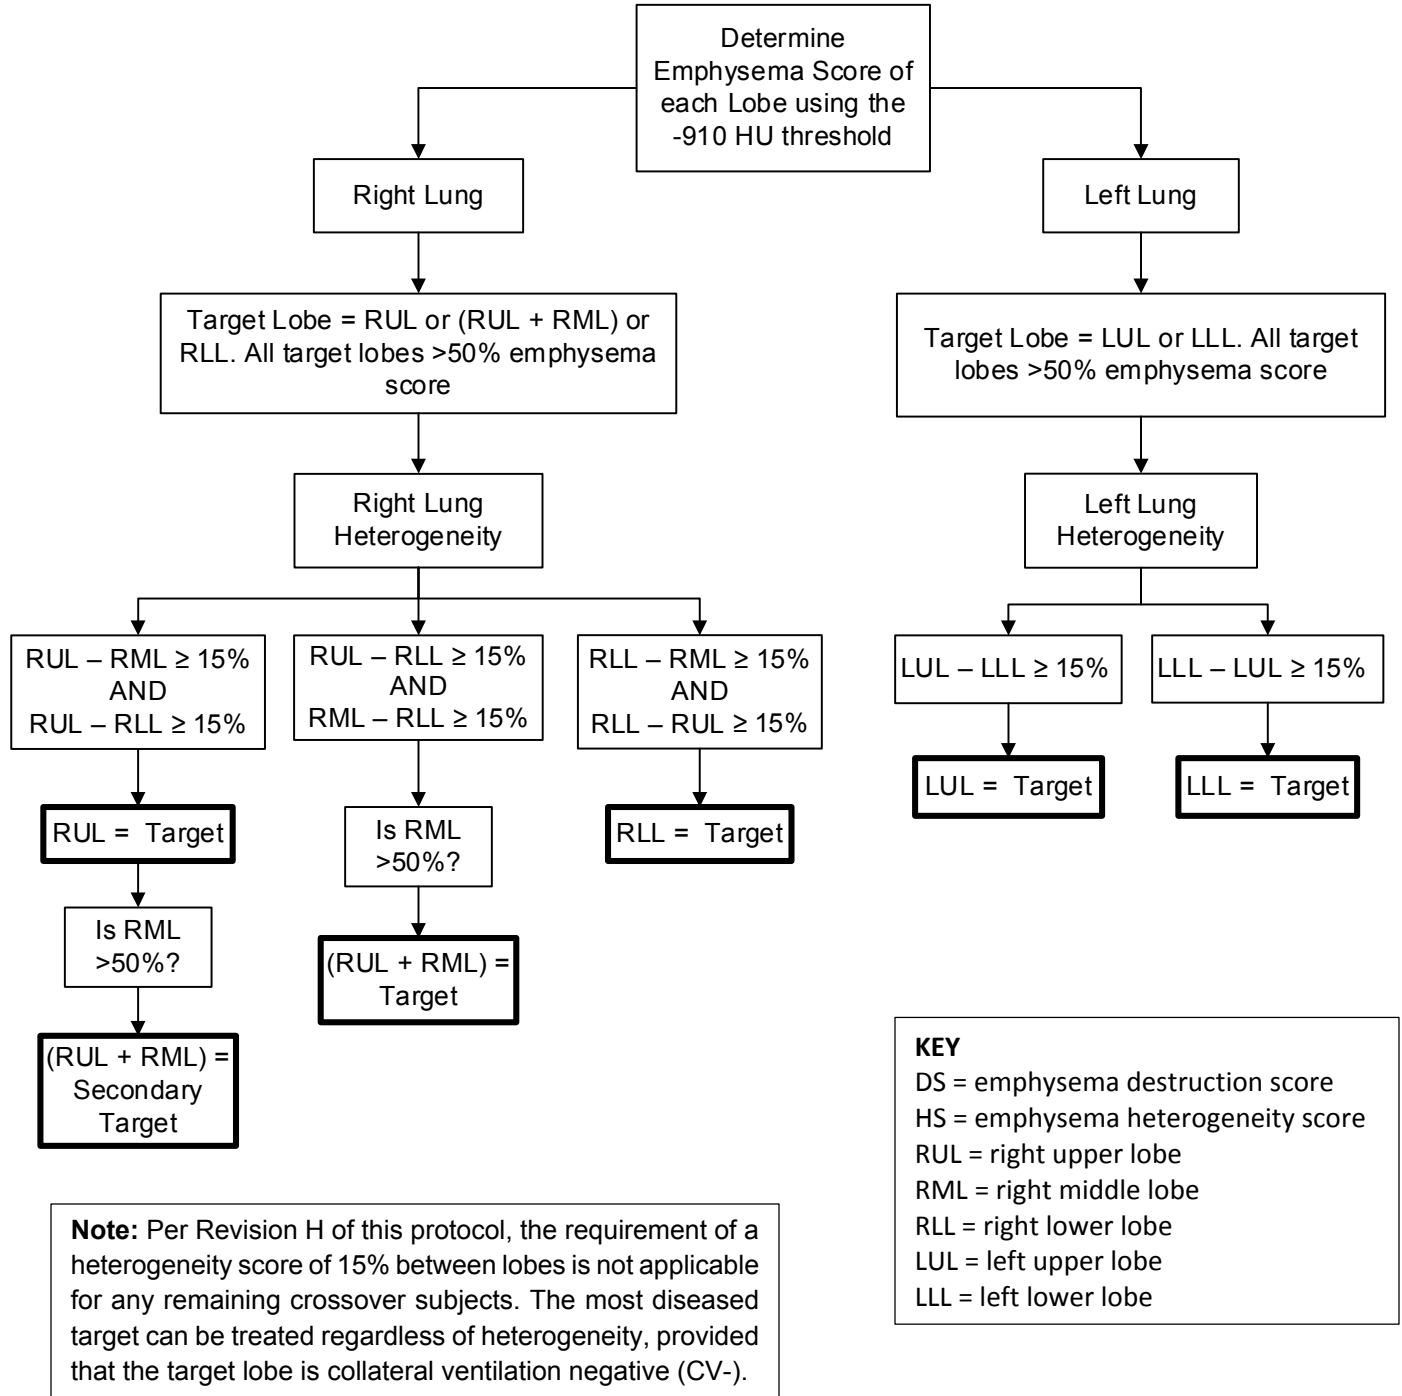 Determine
Emphysema Score of
each Lobe using the
-910 HU threshold
Right Lung
Left Lung
Target Lobe = RUL or (RUL + RML) or
RLL. All target lobes >50% emphysema
score
Target Lobe = LUL or LLL. All target
lobes >50% emphysema score
Right Lung
Heterogeneity
Left Lung
Heterogeneity
RUL – RML ≥ 15%
AND
RUL – RLL ≥ 15%
RUL – RLL ≥ 15%
AND
RML – RLL ≥ 15%
RLL – RML ≥ 15%
AND
RLL – RUL ≥ 15%
LUL – LLL ≥ 15%
LLL – LUL ≥ 15%
RUL = Target
Is RML
>50%?
RLL = Target
LUL = Target
LLL = Target
Is RML
>50%?
(RUL + RML) =
Target
(RUL + RML) =
Secondary
Target
KEY
DS = emphysema destruction score
HS = emphysema heterogeneity score
RUL = right upper lobe
RML = right middle lobe
RLL = right lower lobe
LUL = left upper lobe
LLL = left lower lobe
Note: Per Revision H of this protocol, the requirement of a
heterogeneity score of 15% between lobes is not applicable
for any remaining crossover subjects. The most diseased
target can be treated regardless of heterogeneity, provided
that the target lobe is collateral ventilation negative (CV-).